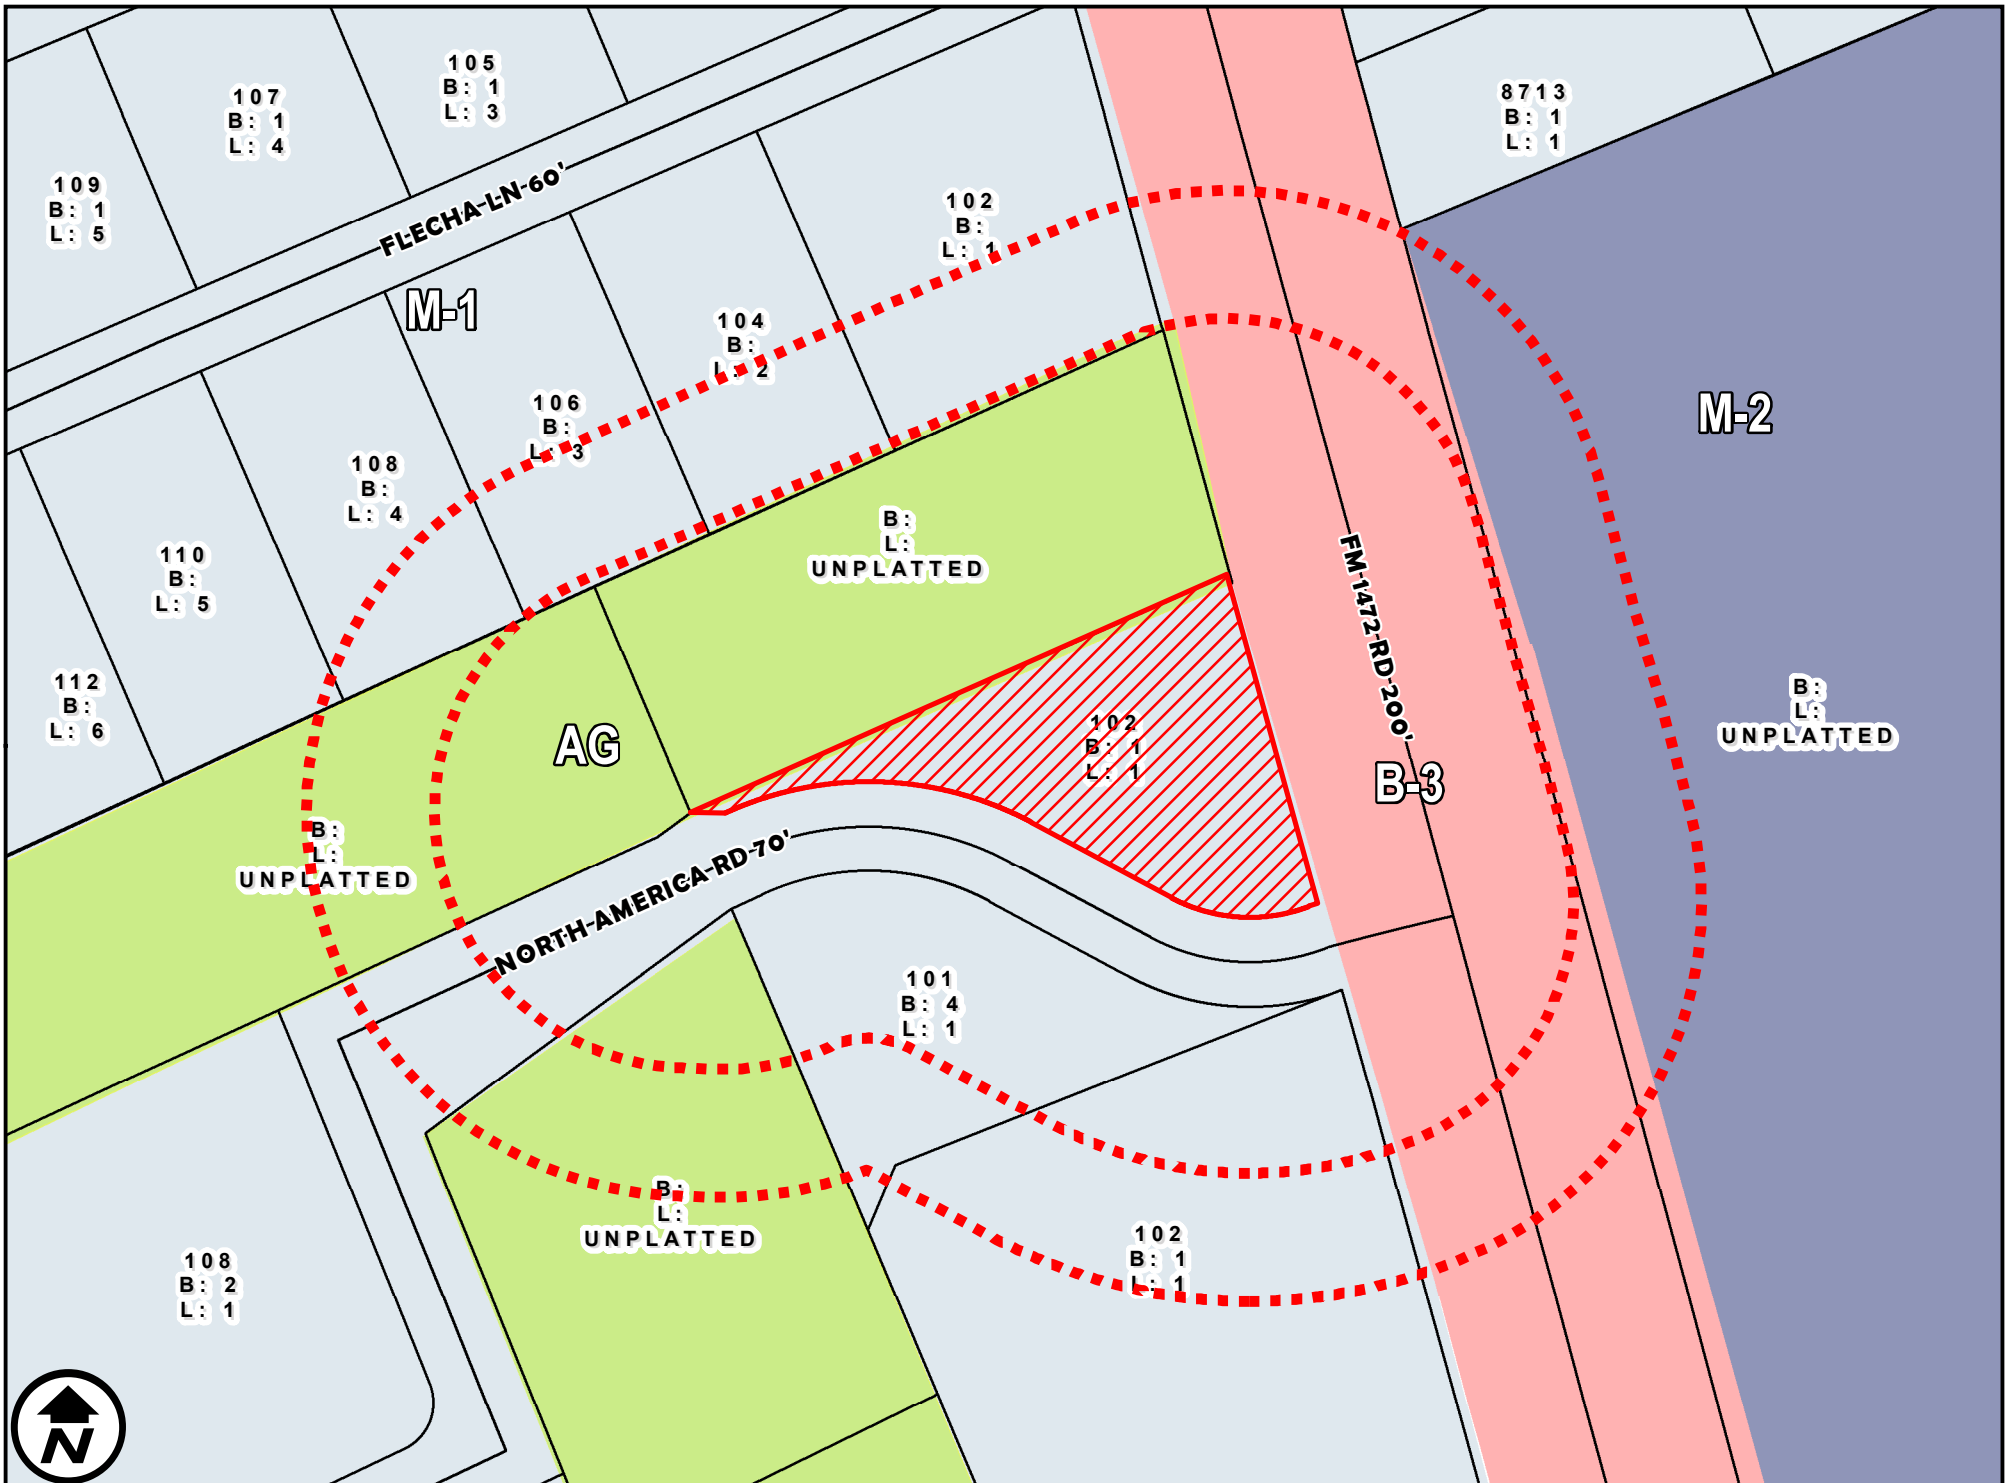 105
B: 1
L: 3
107
B: 1
L: 4
8713
B: 1
L: 1
109
B: 1
L: 5
FLECHA LN 60'
102
B:
L: 1
M-1
104
B:
L: 2
M-2
106
B:
L: 3
108
B:
L: 4
B:
L:
UNPLATTED
110
B:
L: 5
FM 1472 RD 200'
112
B:
L: 6
B:
L:
UNPLATTED
AG
102
B: 1
L: 1
B-3
B:
L:
UNPLATTED
NORTH AMERICA RD 70'
101
B: 4
L: 1
B:
L:
UNPLATTED
102
B: 1
L: 1
108
B: 2
L: 1
N